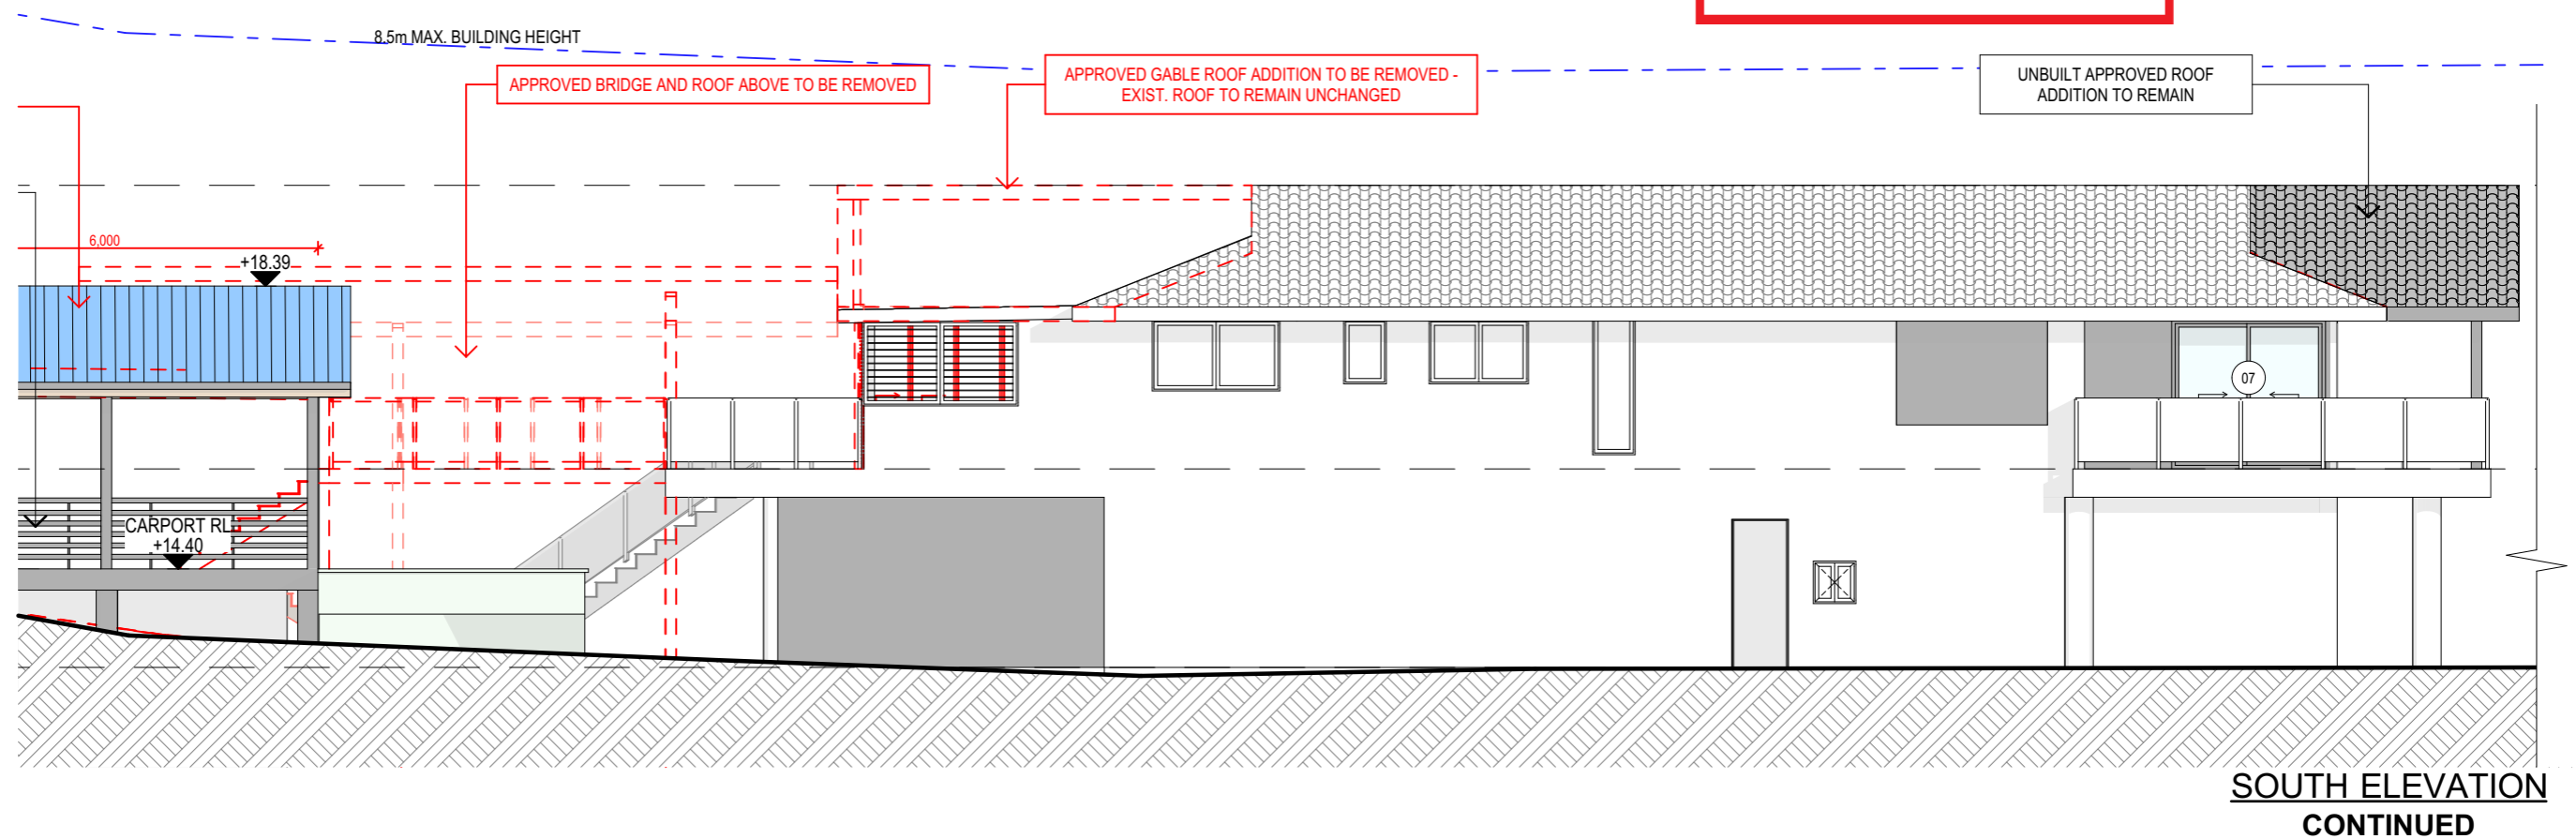 8.5m MAX. BUILDING HEIGHT
APPROVED BRIDGE AND ROOF ABOVE TO BE REMOVED
APPROVED GABLE ROOF ADDITION TO BE REMOVED -
EXIST. ROOF TO REMAIN UNCHANGED
UNBUILT APPROVED ROOF
ADDITION TO REMAIN
6,000
+18.39
07
CARPORT RL
+14.40
SOUTH ELEVATION
CONTINUED